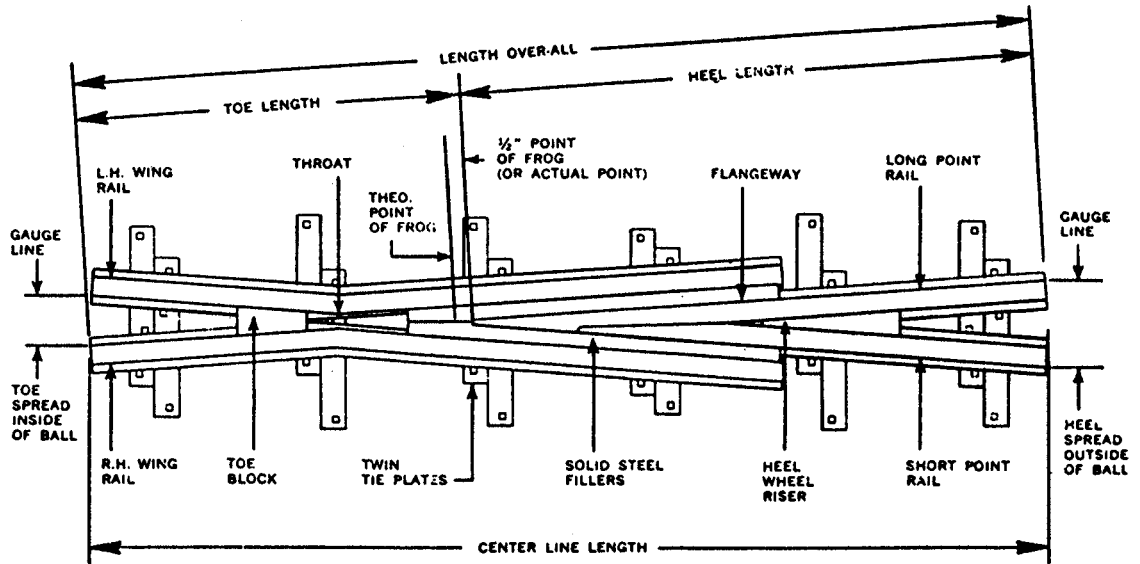 LENGTH OVER-ALL
HEEL LENGTH
TOE LENGTH
½" POINT
OF FROG
(OR ACTUAL POINT)
L.H. WING
RAIL
THROAT
THEO.
POINT
OF FROG
FLANGEWAY
LONG POINT
RAIL
GAUGE
LINE
GAUGE
LINE
TOE
SPREAD
INSIDE
OF BALL
R.H. WING
RAIL
TOE
BLOCK
TWIN
TIE PLATES
SOLID STEEL
FILLERS
HEEL
WHEEL
RISER
SHORT POINT
RAIL
HEEL
SPREAD
OUTSIDE
OF BALL
CENTER LINE LENGTH